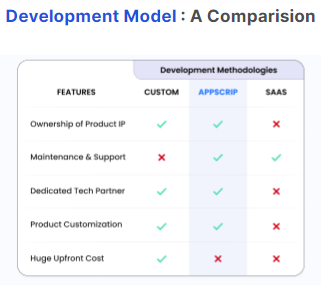 Development Model : A Comparision
Development Methodologies
FEATURES CUSTOM APPSCRIP SAAS
Ownership of Product IP ✓ ✓ ✗
Maintenance & Support ✗ ✓ ✓
Dedicated Tech Partner ✓ ✓ ✗
Product Customization ✓ ✓ ✗
Huge Upfront Cost ✓ ✗ ✗